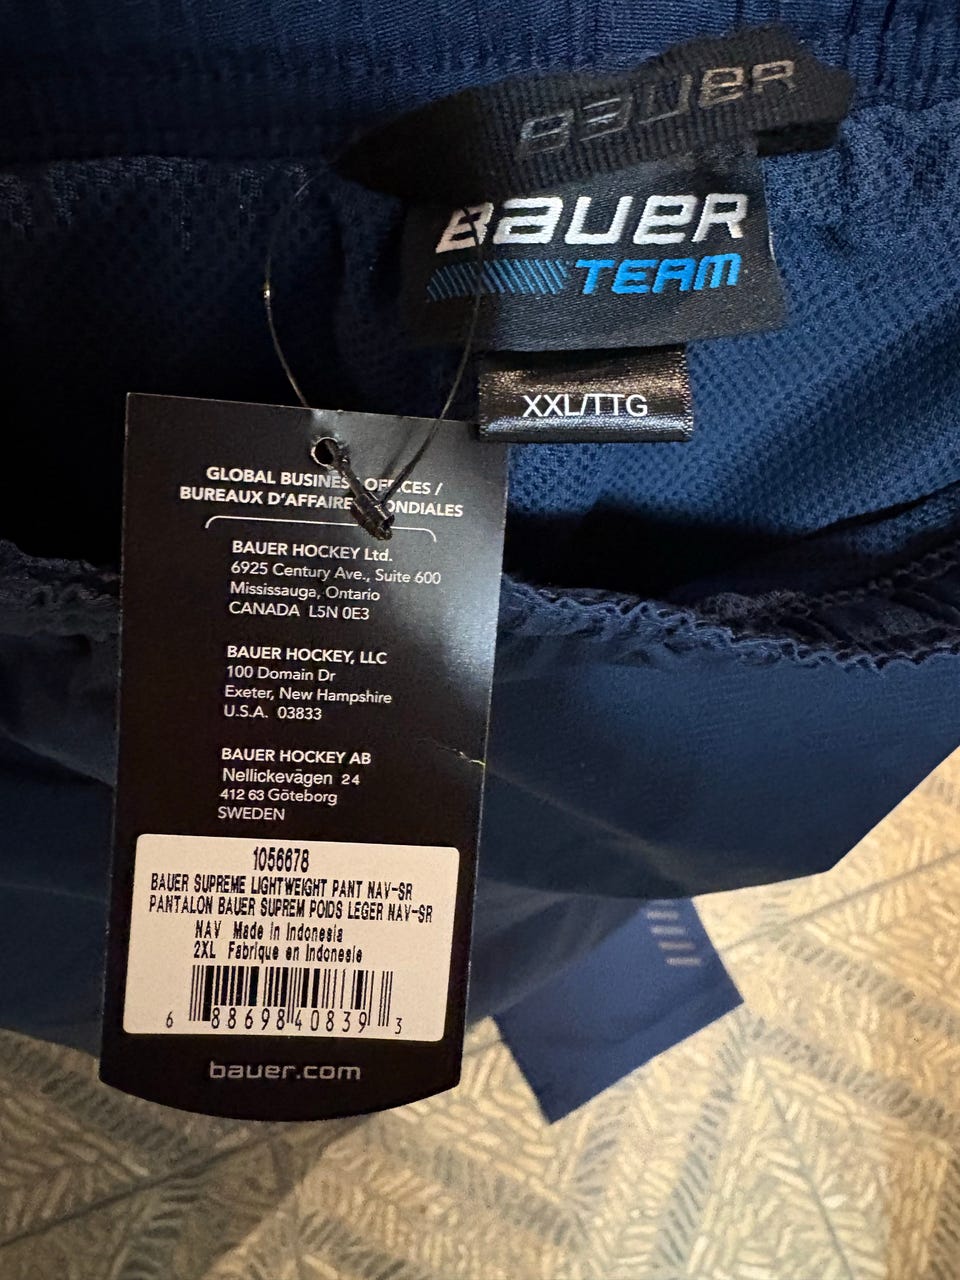 BAUER
BAUER
TEAM
XXL/TTG
GLOBAL BUSINESS OFFICES /
BUREAUX D'AFFAIRES MONDIALES
BAUER HOCKEY Ltd.
6925 Century Ave., Suite 600
Mississauga, Ontario
CANADA L5N 0E3
BAUER HOCKEY, LLC
100 Domain Dr
Exeter, New Hampshire
U.S.A. 03833
BAUER HOCKEY AB
Nellickevägen 24
412 63 Göteborg
SWEDEN
1056678
BAUER SUPREME LIGHTWEIGHT PANT NAV-SR
PANTALON BAUER SUPREM POIDS LEGER NAV-SR
NAV Made in Indonesia
2XL Fabrique en Indonesie
6 88698 40839 3
bauer.com